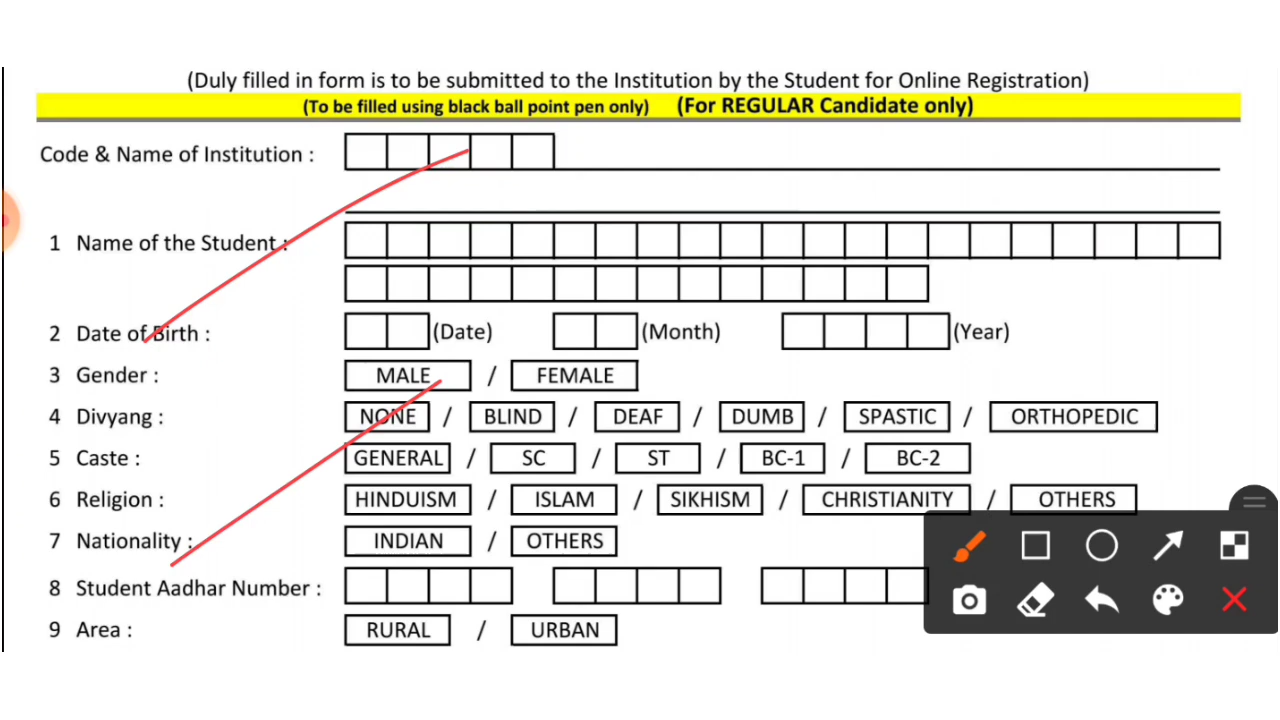 (Duly filled in form is to be submitted to the Institution by the Student for Online Registration)
(To be filled using black ball point pen only) (For REGULAR Candidate only)
Code & Name of Institution :
1 Name of the Student :
2 Date of Birth : (Date) (Month) (Year)
3 Gender : MALE / FEMALE
4 Divyang : NONE / BLIND / DEAF / DUMB / SPASTIC / ORTHOPEDIC
5 Caste : GENERAL / SC / ST / BC-1 / BC-2
6 Religion : HINDUISM / ISLAM / SIKHISM / CHRISTIANITY / OTHERS
7 Nationality : INDIAN / OTHERS
8 Student Aadhar Number :
9 Area : RURAL / URBAN